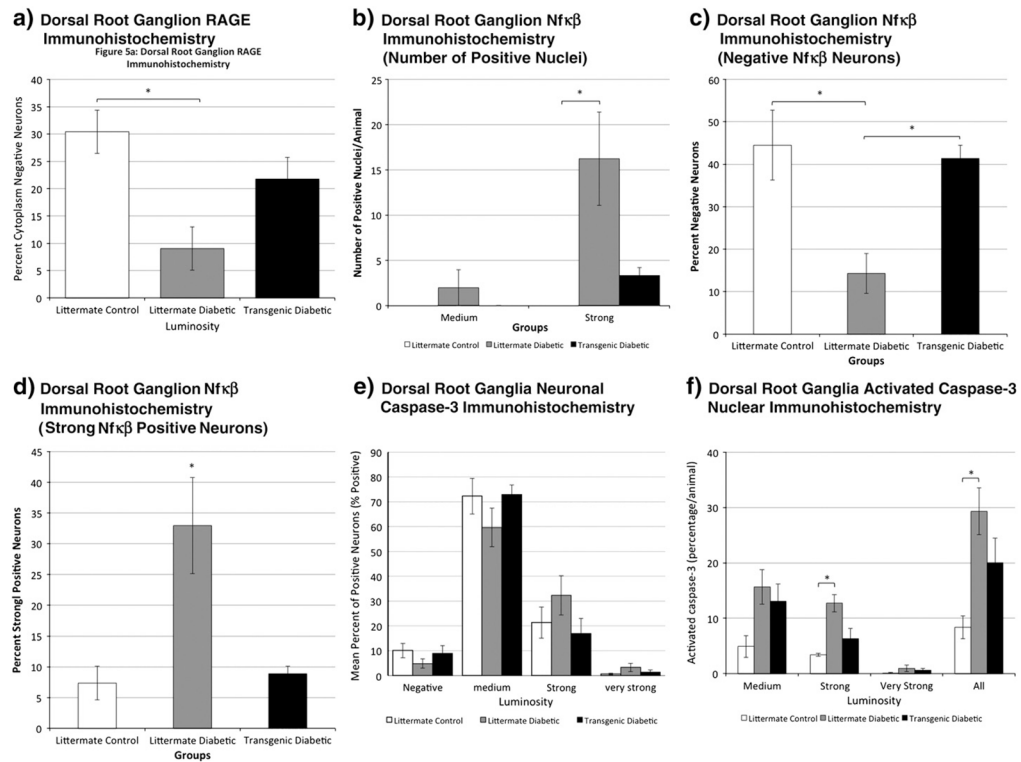 a) Dorsal Root Ganglion RAGE
Immunohistochemistry
Figure 5a: Dorsal Root Ganglion RAGE
Immunohistochemistry
Percent Cytoplasm Negative Neurons
40
35
30
25
20
15
10
5
0
*
Littermate Control Littermate Diabetic Transgenic Diabetic
Luminosity
b) Dorsal Root Ganglion Nfκβ
Immunohistochemistry
(Number of Positive Nuclei)
Number of Positive Nuclei/Animal
25
20
15
10
5
0
*
Medium Strong
Groups
Littermate Control Littermate Diabetic Transgenic Diabetic
c) Dorsal Root Ganglion Nfκβ
Immunohistochemistry
(Negative Nfκβ Neurons)
Percent Negative Neurons
60
50
40
30
20
10
0
*
*
Littermate Control Littermate Diabetic Transgenic Diabetic
Groups
d) Dorsal Root Ganglion Nfκβ
Immunohistochemistry
(Strong Nfκβ Positive Neurons)
Percent Strongl Positive Neurons
45
40
35
30
25
20
15
10
5
0
*
Littermate Control Littermate Diabetic Transgenic Diabetic
Groups
e) Dorsal Root Ganglia Neuronal
Caspase-3 Immunohistochemistry
Mean Percent of Positive Neurons (% Positive)
90
80
70
60
50
40
30
20
10
0
Negative medium Strong very strong
Luminosity
Littermate Control Littermate Diabetic Transgenic Diabetic
f) Dorsal Root Ganglia Activated Caspase-3
Nuclear Immunohistochemistry
Activated caspase-3 (percentage/animal)
40
30
20
10
0
*
*
Medium Strong Very Strong All
Luminosity
Littermate Control Littermate Diabetic Transgenic Diabetic